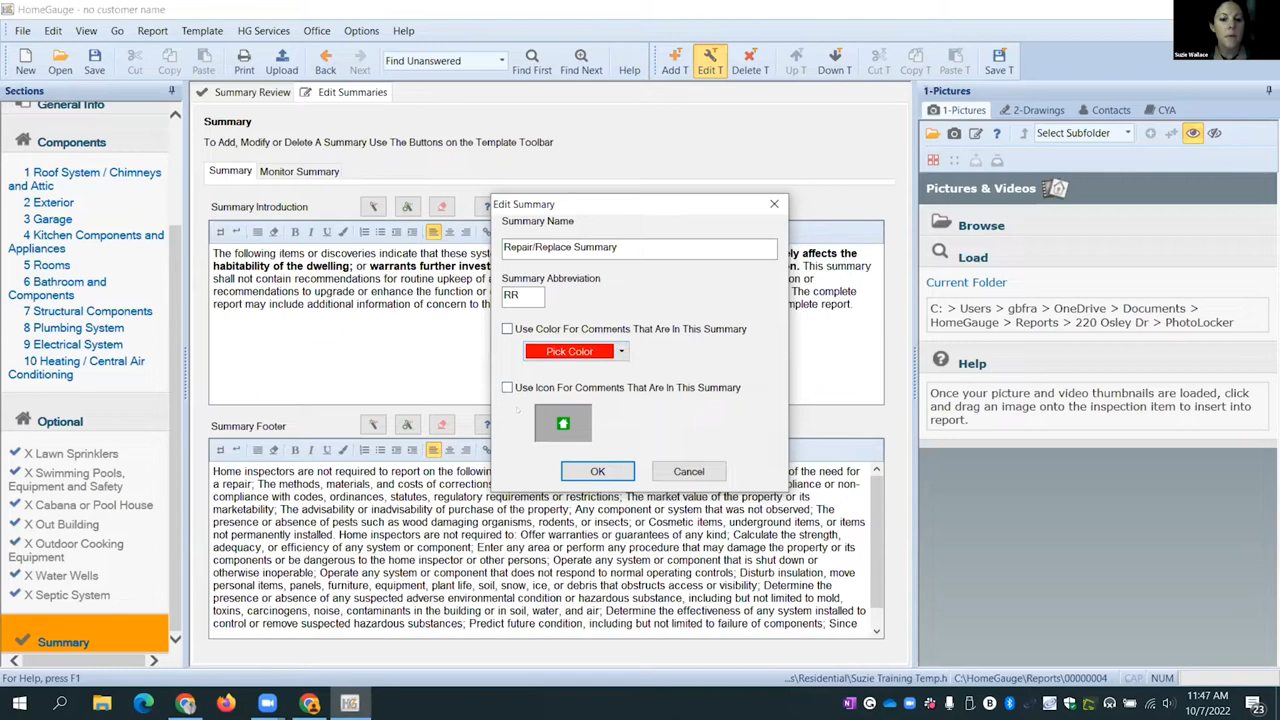 HomeGauge - no customer name
Suzie Wallace
File Edit View Go Report Template HG Services Office Options Help
New Open Save Cut Copy Paste Print Upload Back Next Find Unanswered Find First Find Next Help Add T Edit T Delete T Up T Down T Cut T Copy T Paste T Save T
Sections
General Info
Components
1 Roof System / Chimneys
and Attic
2 Exterior
3 Garage
4 Kitchen Components and
Appliances
5 Rooms
6 Bathroom and
Components
7 Structural Components
8 Plumbing System
9 Electrical System
10 Heating / Central Air
Conditioning
Optional
X Lawn Sprinklers
X Swimming Pools,
Equipment and Spas
X Cabana or Pool House
X Out Building
X Outdoor Cooking
Equipment
X Water Wells
X Septic System
Summary
Summary Review Edit Summaries
Summary
To Add, Modify or Delete A Summary Use The Buttons on the Template Toolbar
Summary Monitor Summary
Summary Introduction
The following items or discoveries indicate that these sys
ely affects the
habitability of the dwelling; or warrants further invest
on. This summary
shall not contain recommendations for routine upkeep of a
on or
recommendations to upgrade or enhance the function or
The complete
report may include additional information of concern to th
plete report.
Summary Footer
Home inspectors are not required to report on the followin
of the need for
a repair; The methods, materials, and costs of corrections
pliance or non-
compliance with codes, ordinances, statutes, regulatory requirements or restrictions; The market value of the property or its
marketability; The advisability or inadvisability of purchase of the property; Any component or system that was not observed; The
presence or absence of pests such as wood damaging organisms, rodents, or insects; or Cosmetic items, underground items, or items
not permanently installed. Home inspectors are not required to: Offer warranties or guarantees of any kind; Calculate the strength,
adequacy, or efficiency of any system or component; Enter any area or perform any procedure that may damage the property or its
components or be dangerous to the home inspector or other persons; Operate any system or component that is shut down or
otherwise inoperable; Operate any system or component that does not respond to normal operating controls; Disturb insulation, move
personal items, panels, furniture, equipment, plant life, soil, snow, ice, or debris that obstructs access or visibility; Determine the
presence or absence of any suspected adverse environmental condition or hazardous substance, including but not limited to mold,
toxins, carcinogens, noise, contaminants in the building or in soil, water, and air; Determine the effectiveness of any system installed to
control or remove suspected hazardous substances; Predict future condition, including but not limited to failure of components; Since
Edit Summary
Summary Name
Repair/Replace Summary
Summary Abbreviation
RR
Use Color For Comments That Are In This Summary
Pick Color
Use Icon For Comments That Are In This Summary
OK Cancel
1-Pictures
1-Pictures 2-Drawings Contacts CYA
Select Subfolder
Pictures & Videos
Browse
Load
Current Folder
C: > Users > gbfra > OneDrive > Documents >
HomeGauge > Reports > 220 Osley Dr > PhotoLocker
Help
Once your picture and video thumbnails are loaded, click
and drag an image onto the inspection item to insert into
report.
For Help, press F1
...s\Residential\Suzie Training Temp.h C:\HomeGauge\Reports\00000004 CAP NUM
11:47 AM
10/7/2022
23